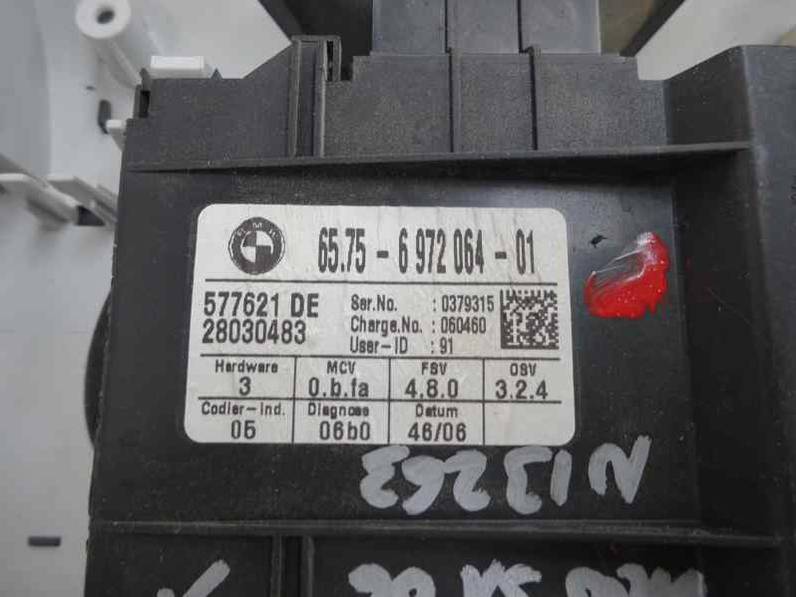 BMW
65.75 - 6 972 064 - 01
577621 DE
28030483
Ser.No. : 0379315
Charge.No. : 060460
User-ID : 91
Hardware MCV FSV OSV
3 0.b.fa 4.8.0 3.2.4
Codier-Ind. Diagnose Datum
05 06b0 46/06
N13263